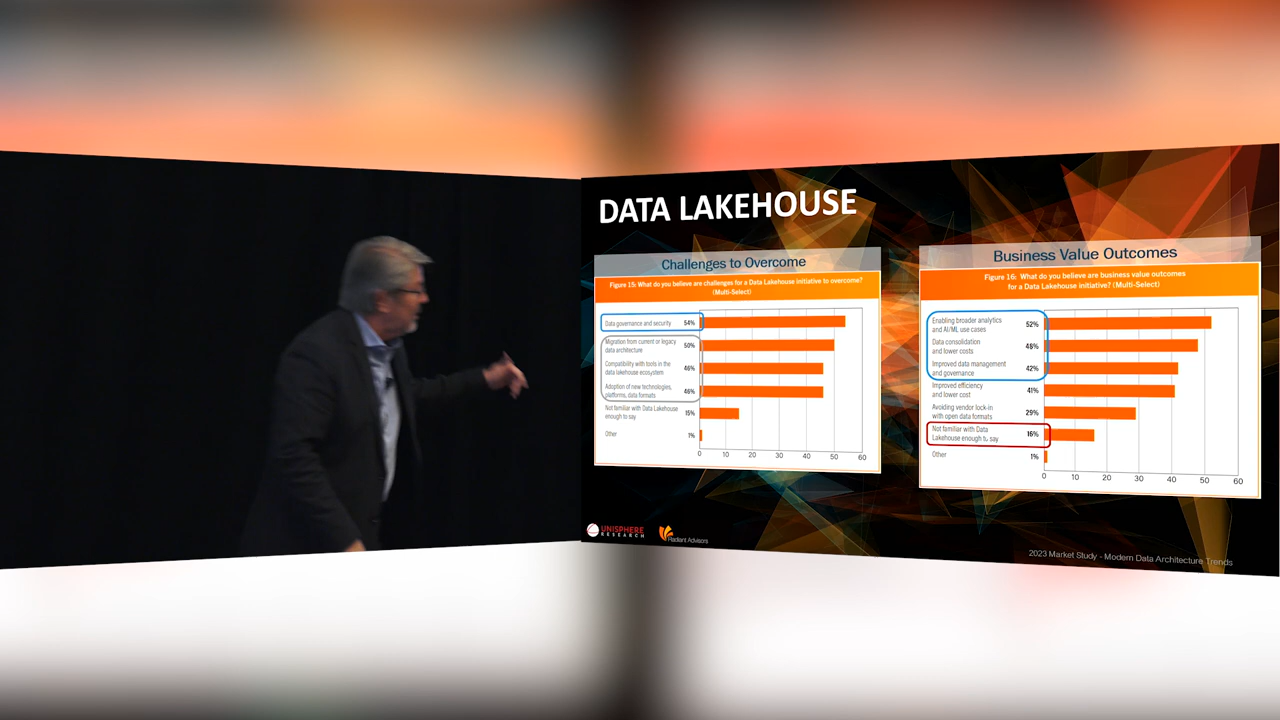 DATA LAKEHOUSE
Challenges to Overcome
Figure 15: What do you believe are challenges for a Data Lakehouse initiative to overcome?
(Multi-Select)
Data governance and security 54%
Migration from current or legacy
data architecture 50%
Compatibility with tools in the
data lakehouse ecosystem 46%
Adoption of new technologies,
platforms, data formats 46%
Not familiar with Data Lakehouse
enough to say 15%
Other 1%
0 10 20 30 40 50 60
Business Value Outcomes
Figure 16: What do you believe are business value outcomes
for a Data Lakehouse initiative? (Multi-Select)
Enabling broader analytics
and AI/ML use cases 52%
Data consolidation
and lower costs 48%
Improved data management
and governance 42%
Improved efficiency
and lower cost 41%
Avoiding vendor lock-in
with open data formats 29%
Not familiar with Data
Lakehouse enough to say 16%
Other 1%
0 10 20 30 40 50 60
UNISPHERE
RESEARCH
Radiant Advisors
2023 Market Study - Modern Data Architecture Trends